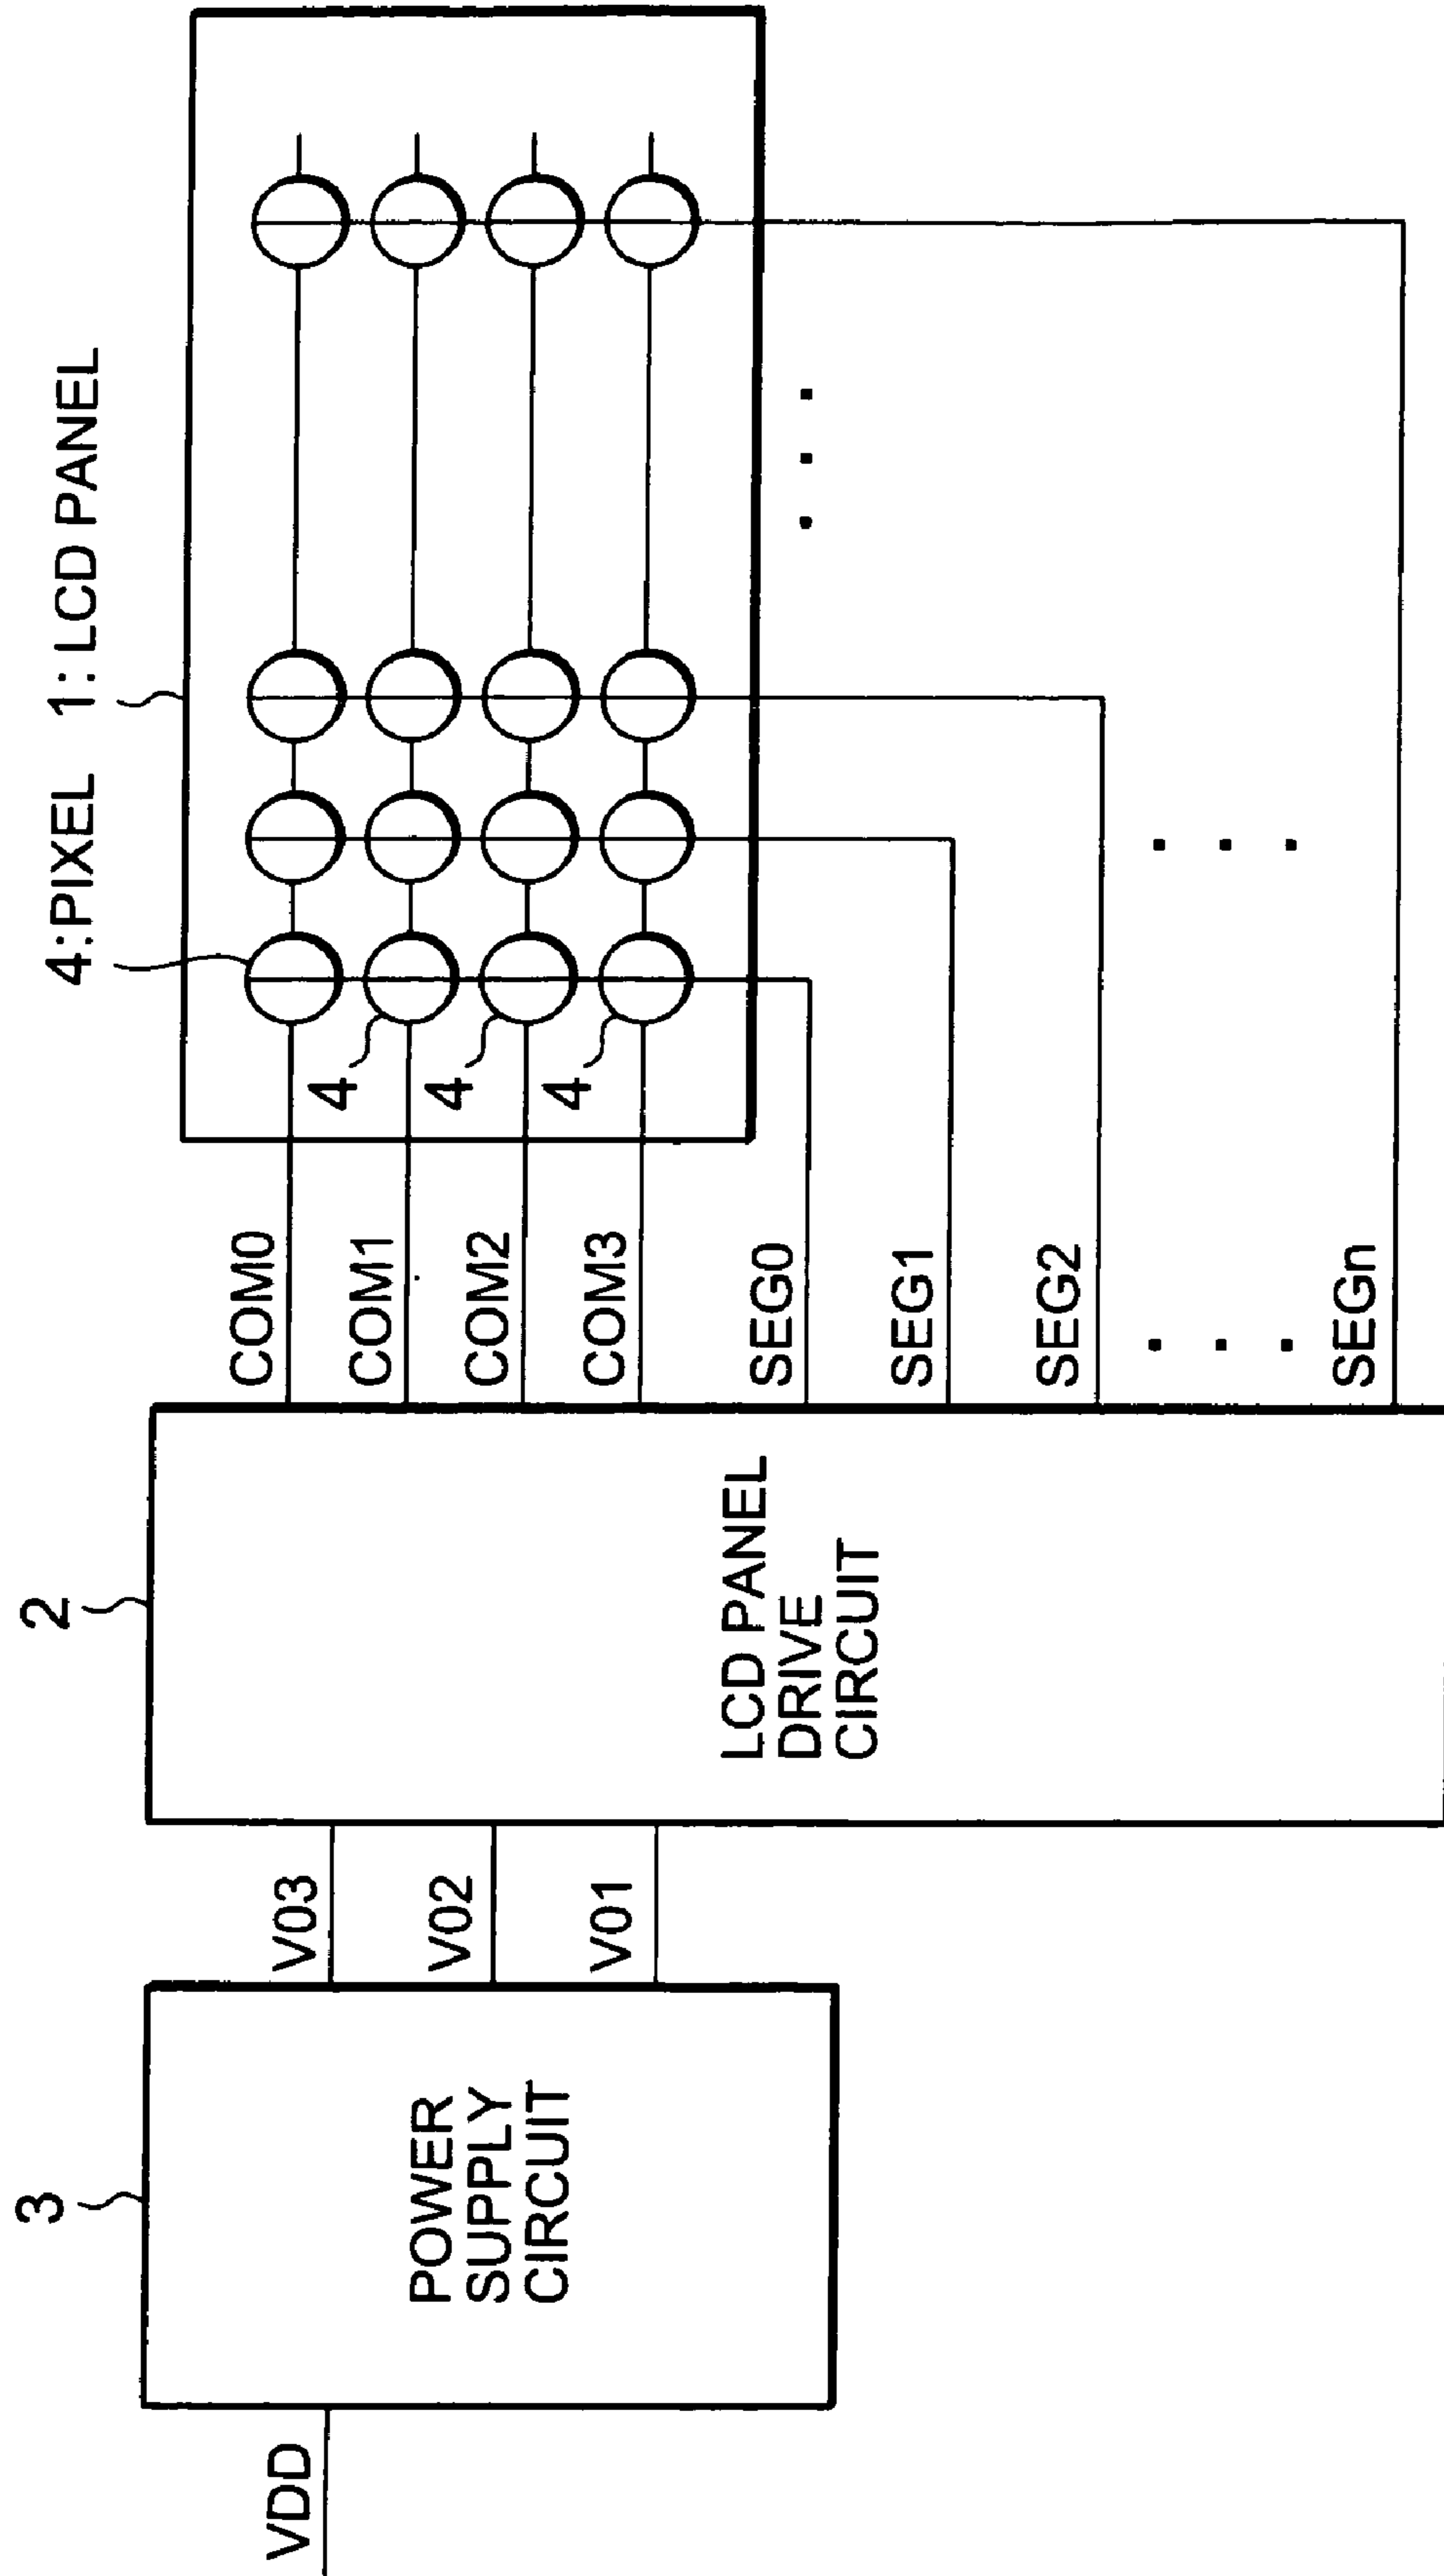 4:PIXEL 1: LCD PANEL
4
4
4
COM0
COM1
COM2
COM3
SEG0
SEG1
SEG2
. . .
SEGn
2
LCD PANEL
DRIVE
CIRCUIT
V03
V02
V01
3
POWER
SUPPLY
CIRCUIT
VDD